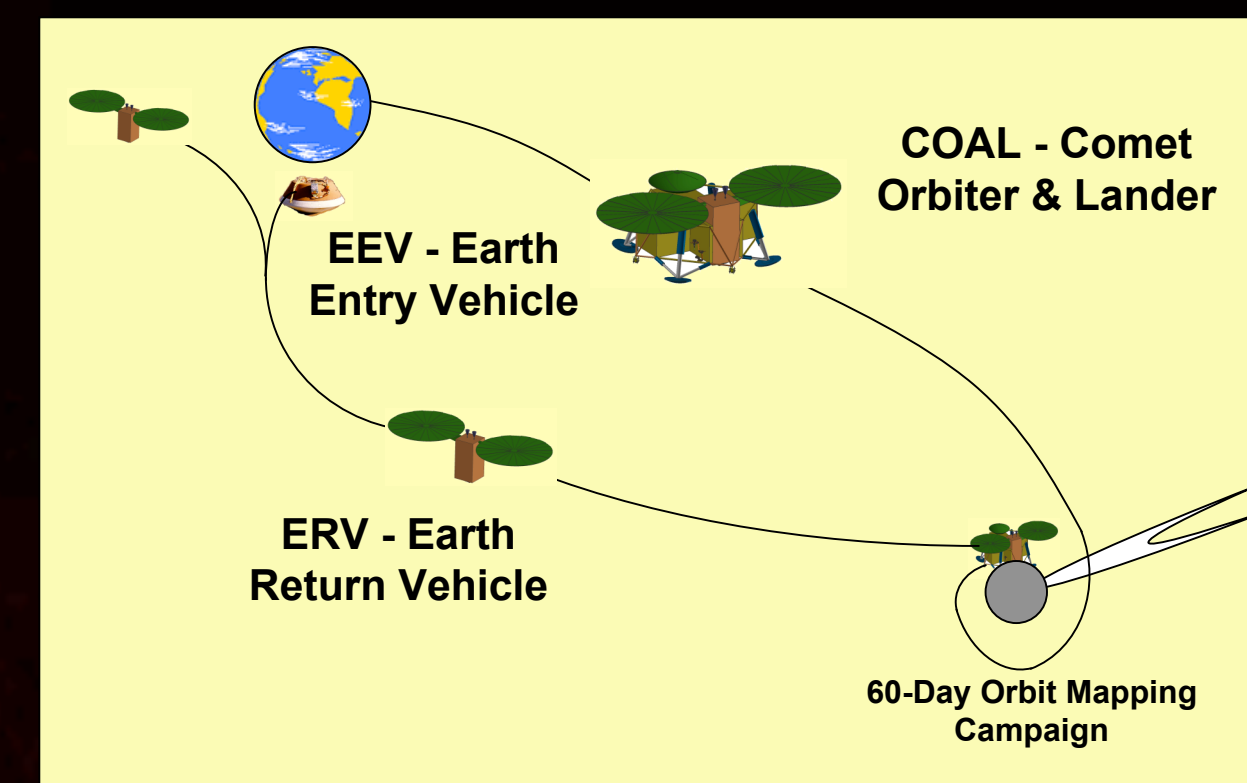 COAL - Comet
Orbiter & Lander
EEV - Earth
Entry Vehicle
ERV - Earth
Return Vehicle
60-Day Orbit Mapping
Campaign